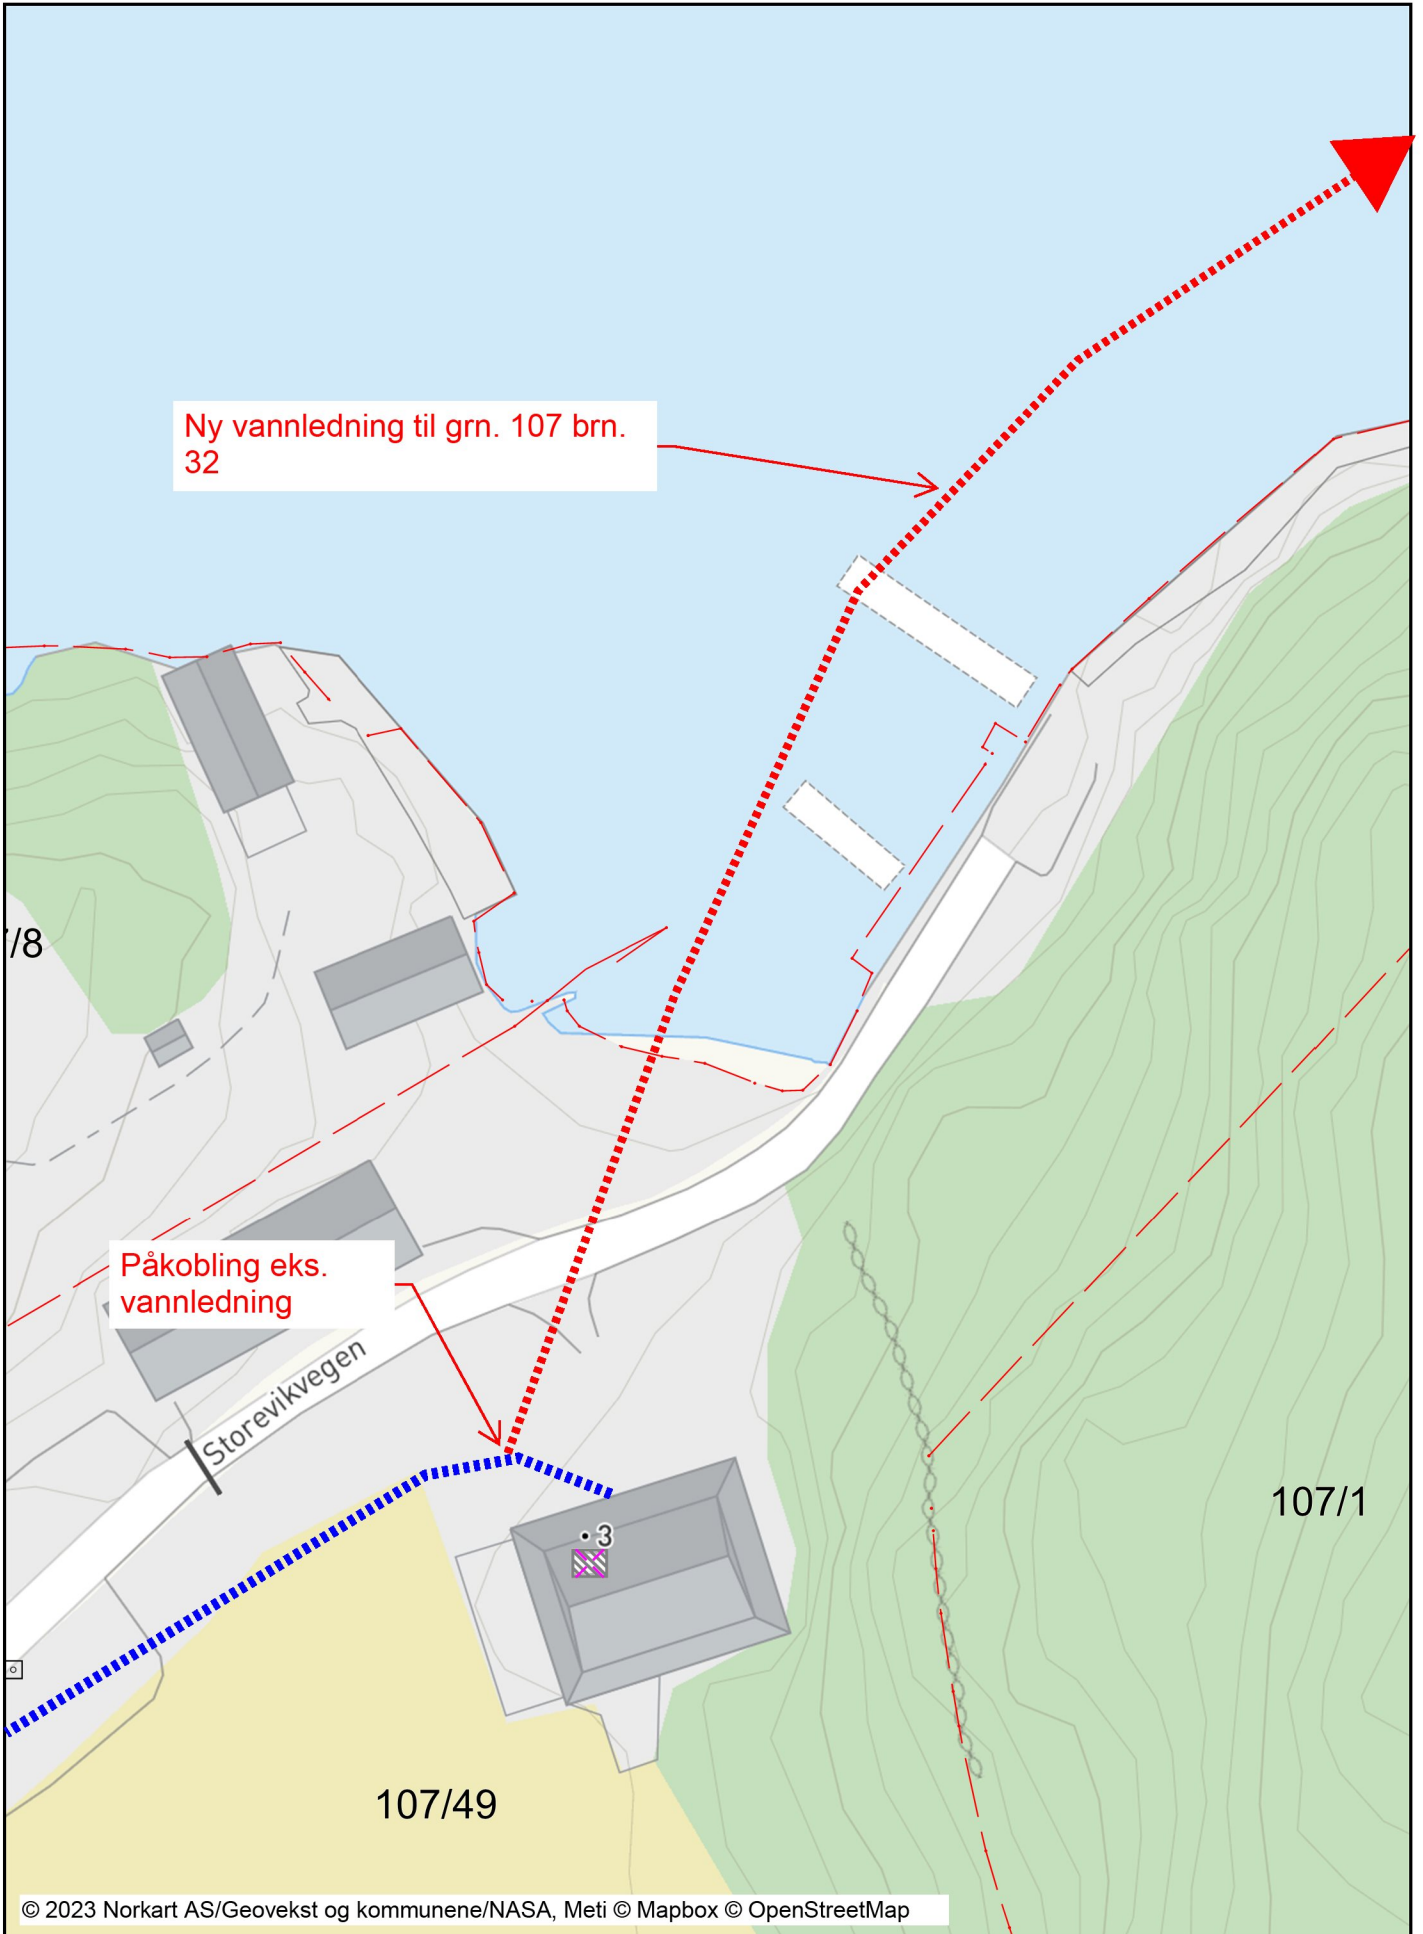 Ny vannledning til grn. 107 brn.
32
/8
Påkobling eks.
vannledning
Storevikvegen
3
107/1
107/49
© 2023 Norkart AS/Geovekst og kommunene/NASA, Meti © Mapbox © OpenStreetMap